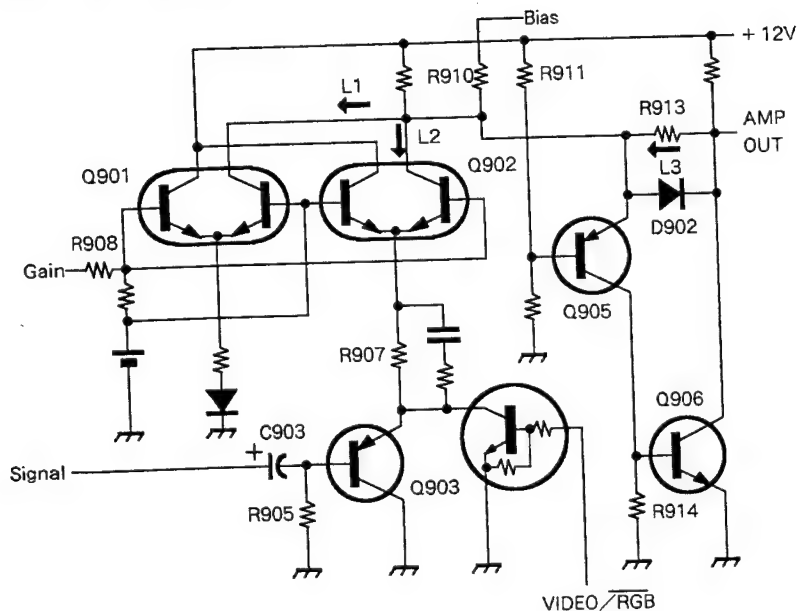 Bias
+ 12V
R910
R911
L1
R913
AMP
OUT
L2
Q901
Q902
L3
D902
R908
Gain
Q905
R907
Q906
C903
+
Signal
Q903
R905
R914
VIDEO/RGB